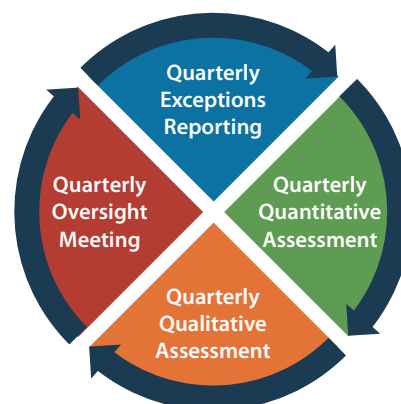 Quarterly
Exceptions
Reporting
Quarterly
Quantitative
Assessment
Quarterly
Qualitative
Assessment
Quarterly
Oversight
Meeting